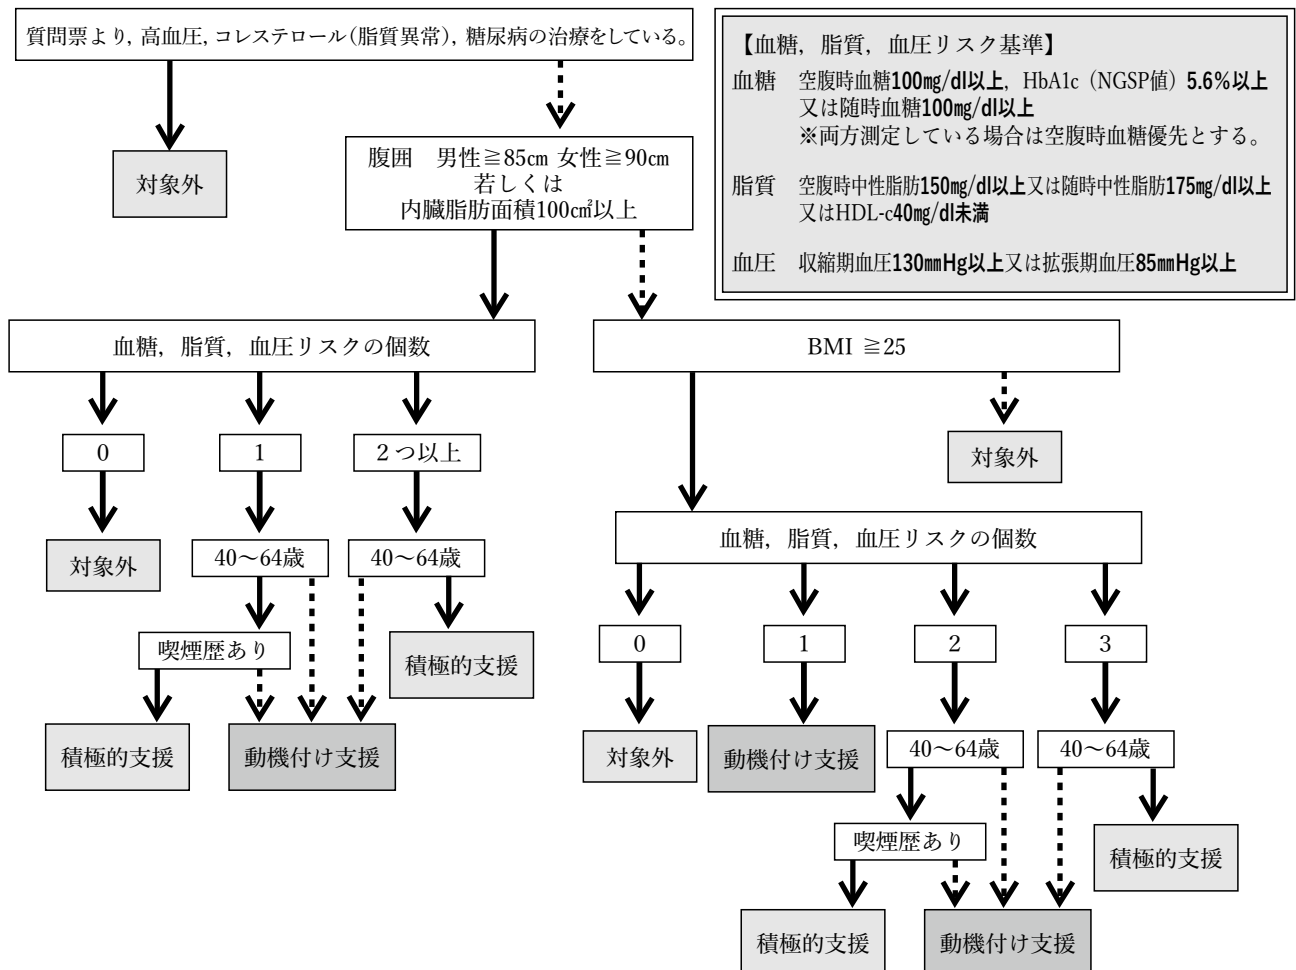 質問票より，高血圧，コレステロール（脂質異常），糖尿病の治療をしている。
【血糖，脂質，血圧リスク基準】
血糖　空腹時血糖100㎎/dl以上，HbA1c（NGSP値）5.6％以上
又は随時血糖100㎎/dl以上
※両方測定している場合は空腹時血糖優先とする。
脂質　空腹時中性脂肪150㎎/dl以上又は随時中性脂肪175㎎/dl以上
又はHDL-c40㎎/dl未満
血圧　収縮期血圧130㎜Hg以上又は拡張期血圧85㎜Hg以上
対象外
腹囲　男性≧85㎝ 女性≧90㎝
若しくは
内臓脂肪面積100㎠以上
血糖，脂質，血圧リスクの個数
0
1
２つ以上
対象外
40〜64歳
40〜64歳
喫煙歴あり
積極的支援
積極的支援
動機付け支援
BMI ≧25
対象外
血糖，脂質，血圧リスクの個数
0
1
2
3
対象外
動機付け支援
40〜64歳
40〜64歳
喫煙歴あり
積極的支援
積極的支援
動機付け支援